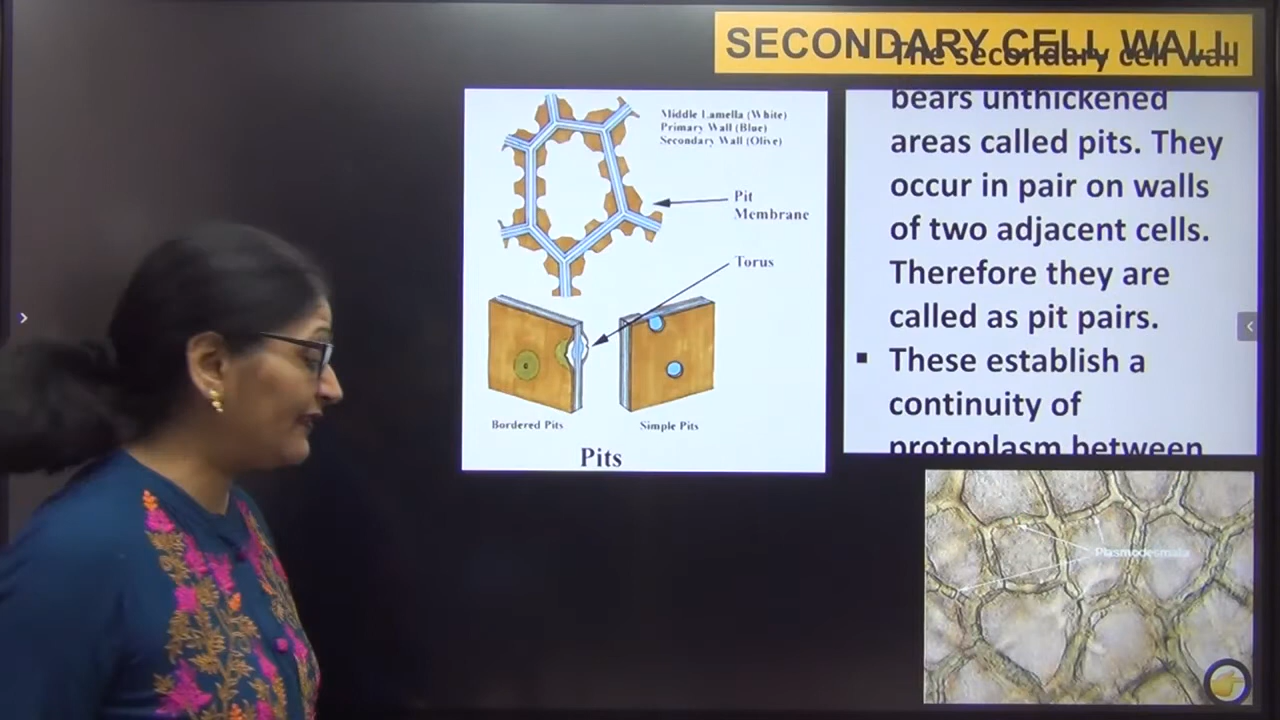 SECONDARY CELL WALL
The secondary cell wall
bears unthickened
areas called pits. They
occur in pair on walls
of two adjacent cells.
Therefore they are
called as pit pairs.
▪ These establish a
continuity of
protoplasm between
Middle Lamella (White)
Primary Wall (Blue)
Secondary Wall (Olive)
Pit
Membrane
Torus
Bordered Pits
Simple Pits
Pits
Plasmodesmata